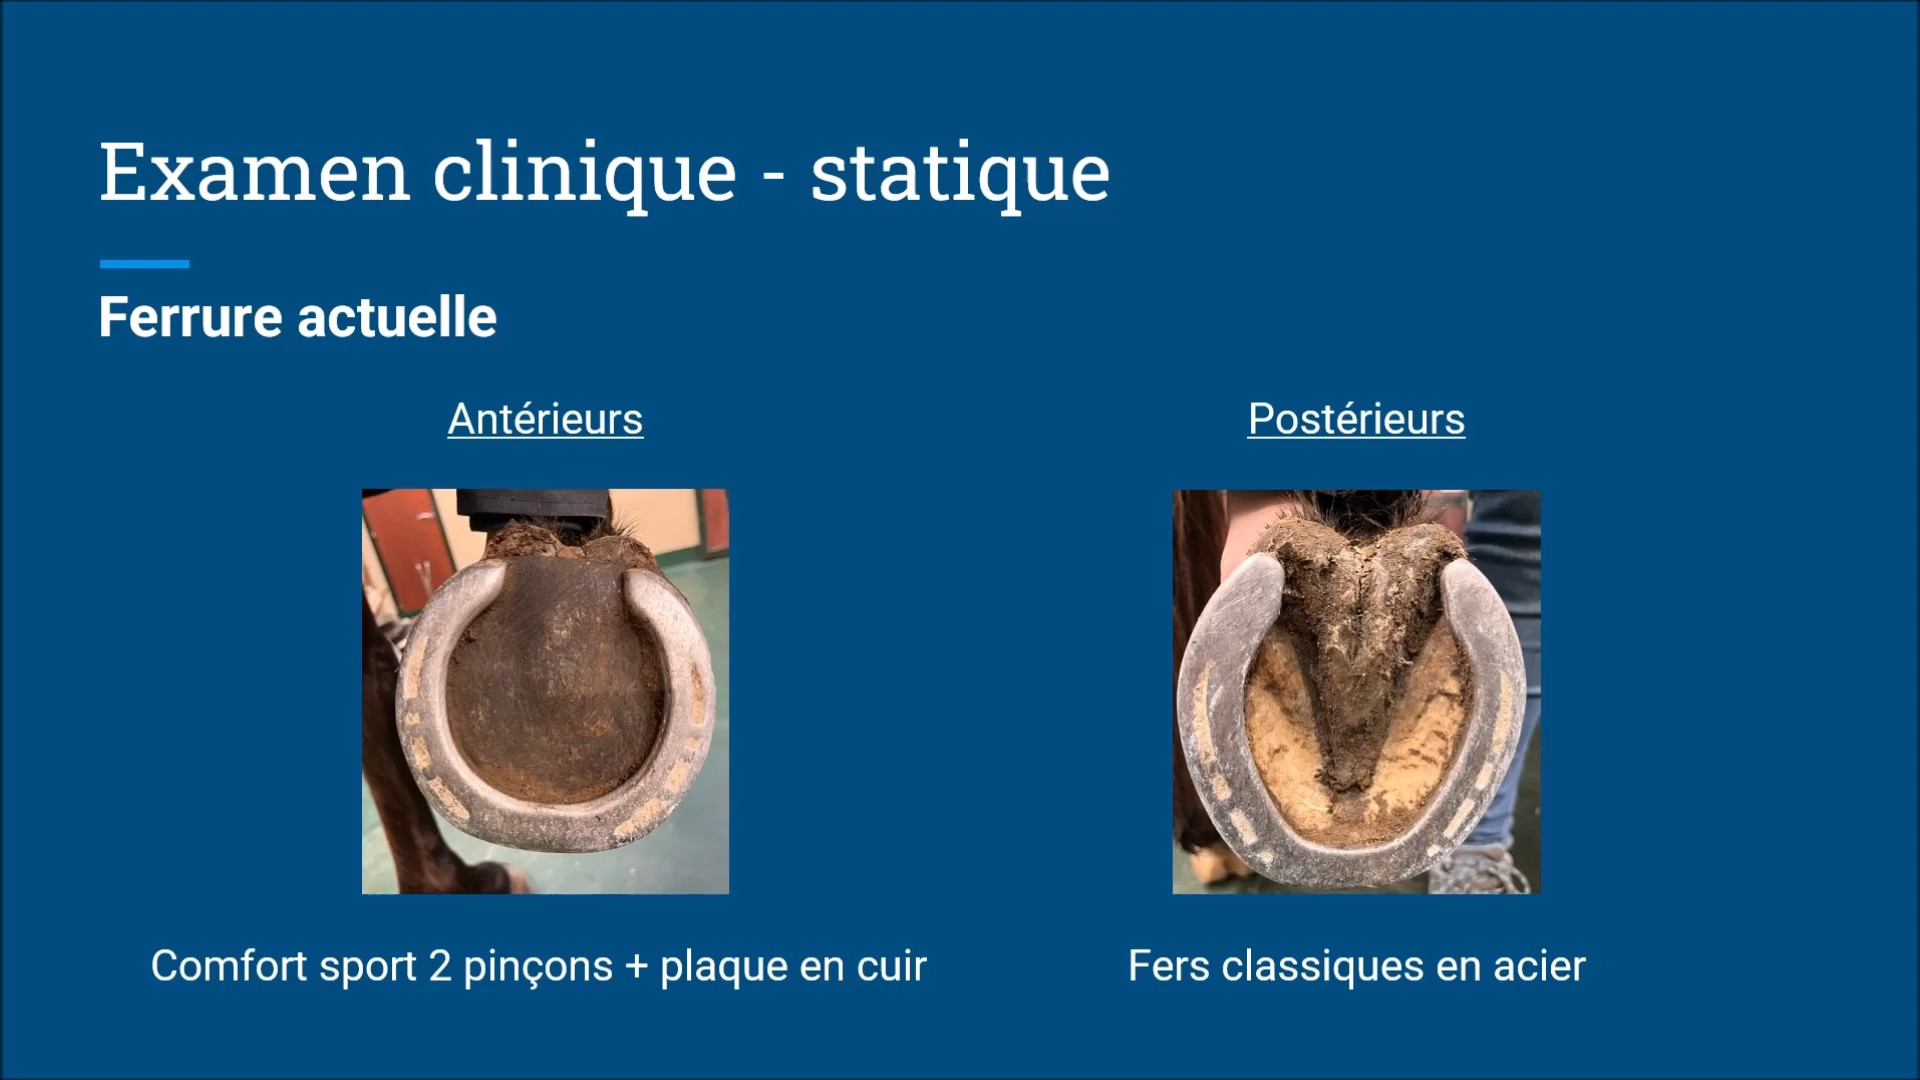 Examen clinique - statique
Ferrure actuelle
Antérieurs
Postérieurs
Comfort sport 2 pinçons + plaque en cuir
Fers classiques en acier